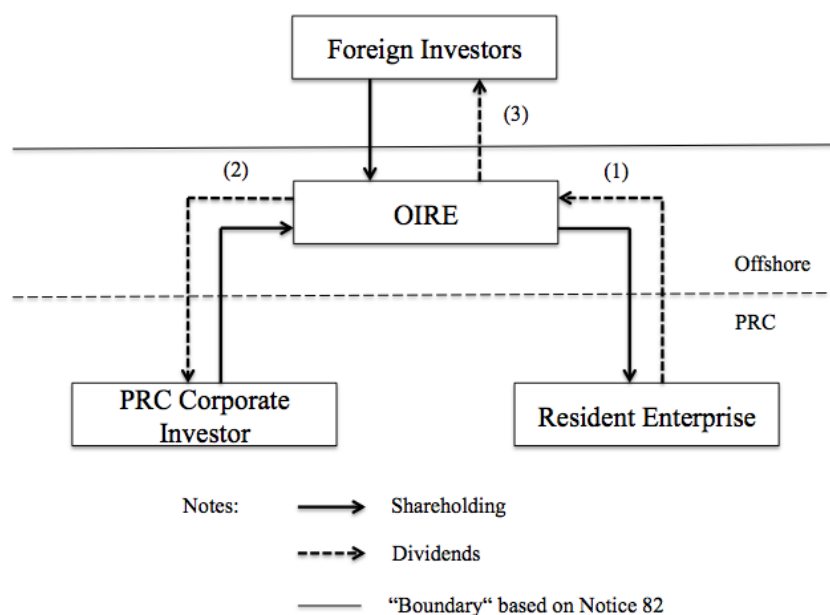 Foreign Investors
(3)
(2)
(1)
OIRE
Offshore
PRC
PRC Corporate
Investor
Resident Enterprise
Notes:
Shareholding
Dividends
“Boundary“ based on Notice 82